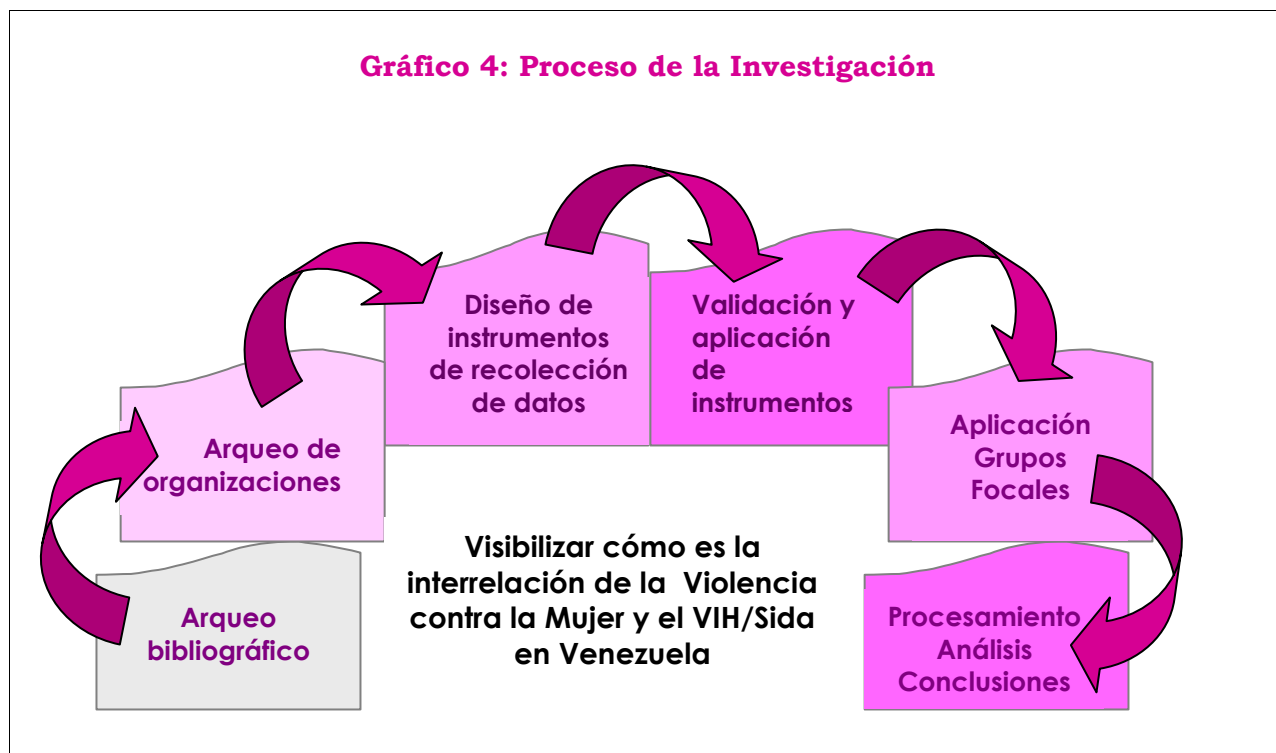 Gráfico 4: Proceso de la Investigación
Arqueo
bibliográfico
Arqueo de
organizaciones
Diseño de
instrumentos
de recolección
de datos
Validación y
aplicación
de
instrumentos
Aplicación
Grupos
Focales
Procesamiento
Análisis
Conclusiones
Visibilizar cómo es la
interrelación de la Violencia
contra la Mujer y el VIH/Sida
en Venezuela